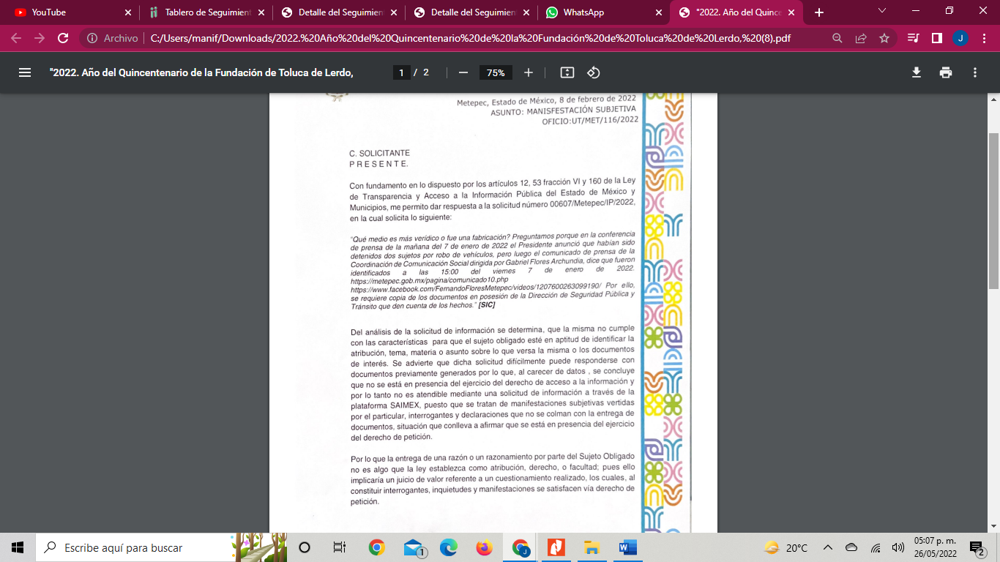 YouTube
Tablero de Seguimient
Detalle del Seguimien
Detalle del Seguimien
WhatsApp
"2022. Año del Quince
Archivo
C:/Users/manif/Downloads/2022.%20Año%20del%20Quincentenario%20de%20la%20Fundación%20de%20Toluca%20de%20Lerdo,%20(8).pdf
J
"2022. Año del Quincentenario de la Fundación de Toluca de Lerdo,
1 / 2
75%
Metepec, Estado de México, 8 de febrero de 2022
ASUNTO: MANISFESTACIÓN SUBJETIVA
OFICIO:UT/MET/116/2022
C. SOLICITANTE
P R E S E N T E.
Con fundamento en lo dispuesto por los artículos 12, 53 fracción VI y 160 de la Ley
de Transparencia y Acceso a la Información Pública del Estado de México y
Municipios, me permito dar respuesta a la solicitud número 00607/Metepec/IP/2022,
en la cual solicita lo siguiente:
"Qué medio es más verídico o fue una fabricación? Preguntamos porque en la conferencia
de prensa de la mañana del 7 de enero de 2022 el Presidente anunció que habían sido
detenidos dos sujetos por robo de vehículos, pero luego el comunicado de prensa de la
Coordinación de Comunicación Social dirigida por Gabriel Flores Archundia, dice que fueron
identificados a las 15:00 del viernes 7 de enero de 2022.
https://metepec.gob.mx/pagina/comunicado10.php
https://www.facebook.com/FernandoFloresMetepec/videos/1207600263099190/ Por ello,
se requiere copia de los documentos en posesión de la Dirección de Seguridad Pública y
Tránsito que den cuenta de los hechos." [SIC]
Del análisis de la solicitud de información se determina, que la misma no cumple
con las características para que el sujeto obligado esté en aptitud de identificar la
atribución, tema, materia o asunto sobre lo que versa la misma o los documentos
de interés. Se advierte que dicha solicitud difícilmente puede responderse con
documentos previamente generados por lo que, al carecer de datos , se concluye
que no se está en presencia del ejercicio del derecho de acceso a la información y
por lo tanto no es atendible mediante una solicitud de información a través de la
plataforma SAIMEX, puesto que se tratan de manifestaciones subjetivas vertidas
por el particular, interrogantes y declaraciones que no se colman con la entrega de
documentos, situación que conlleva a afirmar que se está en presencia del ejercicio
del derecho de petición.
Por lo que la entrega de una razón o un razonamiento por parte del Sujeto Obligado
no es algo que la ley establezca como atribución, derecho, o facultad; pues ello
implicaría un juicio de valor referente a un cuestionamiento realizado, los cuales, al
constituir interrogantes, inquietudes y manifestaciones se satisfacen vía derecho de
petición.
Escribe aquí para buscar
1
J
20°C
05:07 p. m.
26/05/2022
2